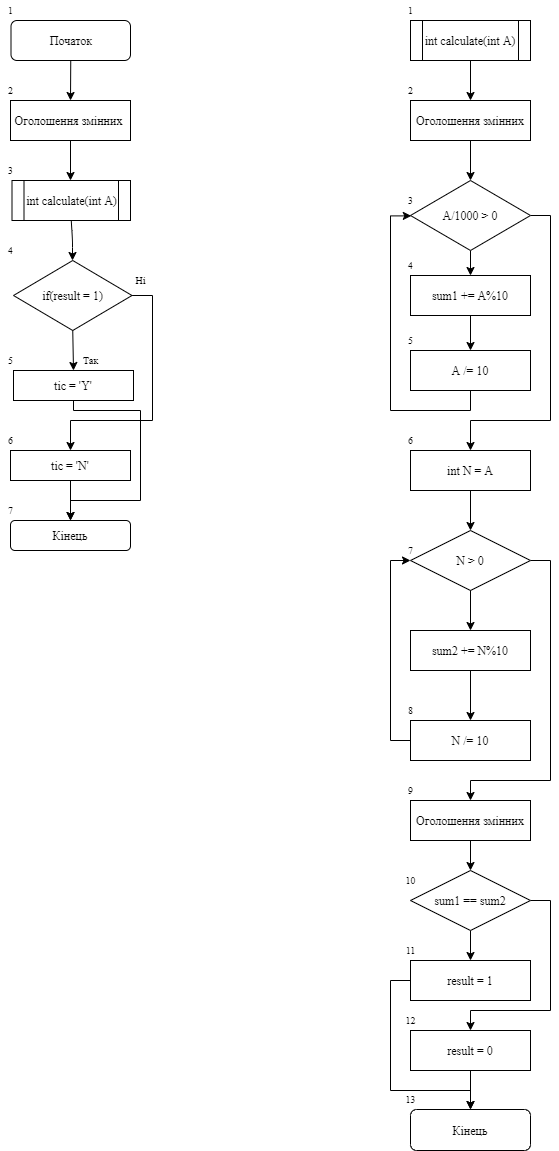 1
Початок
2
Оголошення змінних
3
int calculate(int A)
4
if(result = 1)
Ні
Так
5
tic = 'Y'
6
tic = 'N'
7
Кінець
1
int calculate(int A)
2
Оголошення змінних
3
A/1000 > 0
4
sum1 += A%10
5
A /= 10
6
int N = A
7
N > 0
sum2 += N%10
8
N /= 10
9
Оголошення змінних
10
sum1 == sum2
11
result = 1
12
result = 0
13
Кінець